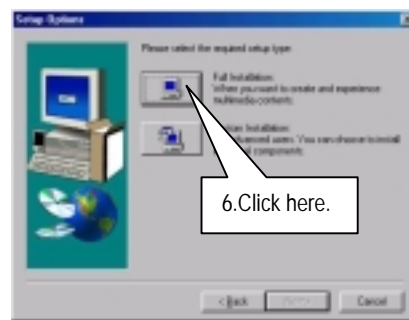 Setup Options
Please select the required setup type
Full Installation:
When you want to create and experience
multimedia contents.
Installation:
advanced users. You can choose to install
components.
6.Click here.
< Back
Cancel